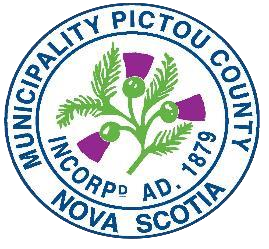 MUNICIPALITY PICTOU COUNTY
NOVA SCOTIA
INCORPD AD. 1879